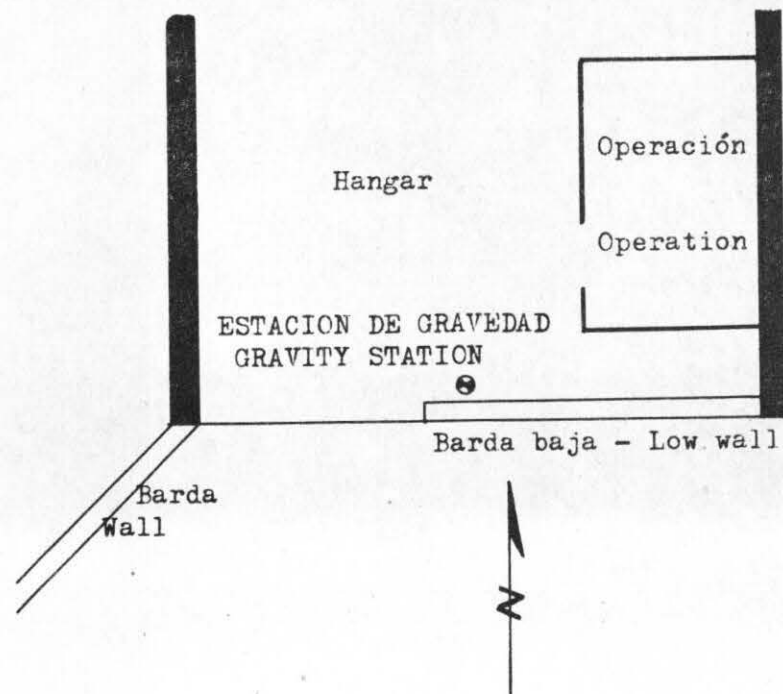 Operación
Hangar
Operation
ESTACION DE GRAVEDAD
GRAVITY STATION
Barda baja - Low wall
Barda
Wall
N